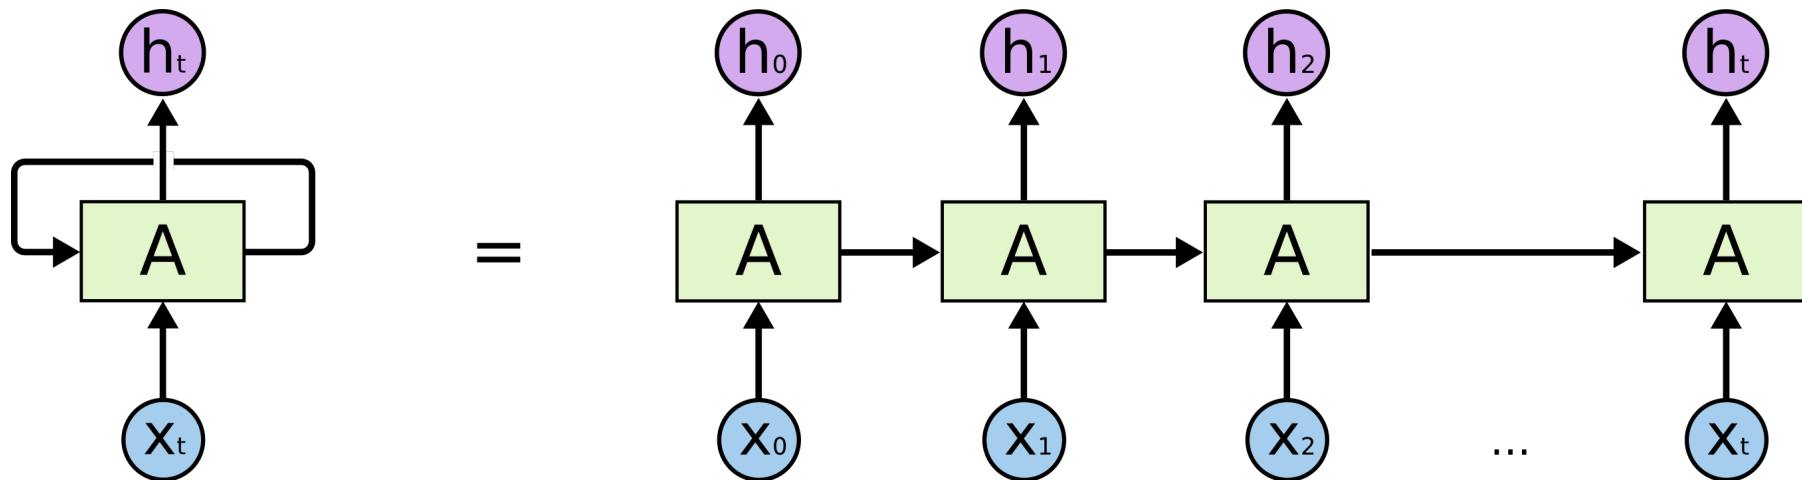 hₜ h₀ h₁ h₂ hₜ
A = A A A A
xₜ x₀ x₁ x₂ ... xₜ